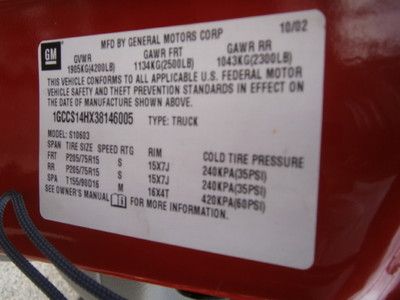 GM MFD BY GENERAL MOTORS CORP 10/02
GVWR GAWR FRT GAWR RR
1905KG(4200LB) 1134KG(2500LB) 1043KG(2300LB)
THIS VEHICLE CONFORMS TO ALL APPLICABLE U.S. FEDERAL MOTOR
VEHICLE SAFETY AND THEFT PREVENTION STANDARDS IN EFFECT ON
THE DATE OF MANUFACTURE SHOWN ABOVE.
1GCCS14HX38146005 TYPE: TRUCK
MODEL: S10603
SPAN TIRE SIZE SPEED RTG RIM COLD TIRE PRESSURE
FRT P205/75R15 S 15X7J 240KPA(35PSI)
RR P205/75R15 S 15X7J 240KPA(35PSI)
SPA T155/90D16 M 16X4T 420KPA(60PSI)
SEE OWNER'S MANUAL FOR MORE INFORMATION.